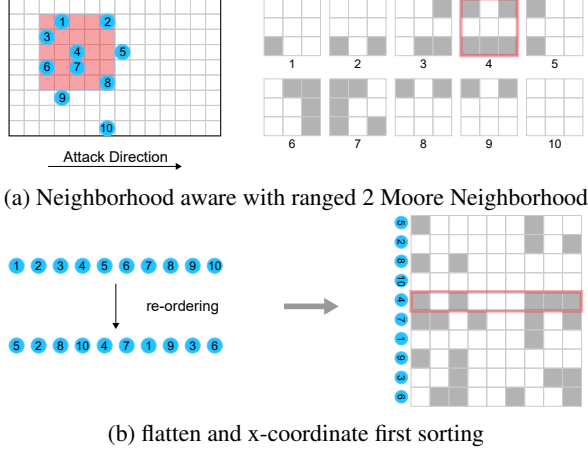 1 2
3
4 5
6 7
8
9
10
Attack Direction
1 2 3 4 5
6 7 8 9 10
(a) Neighborhood aware with ranged 2 Moore Neighborhood
1 2 3 4 5 6 7 8 9 10
re-ordering
5 2 8 10 4 7 1 9 3 6
5
2
8
10
4
7
1
9
3
6
(b) flatten and x-coordinate first sorting